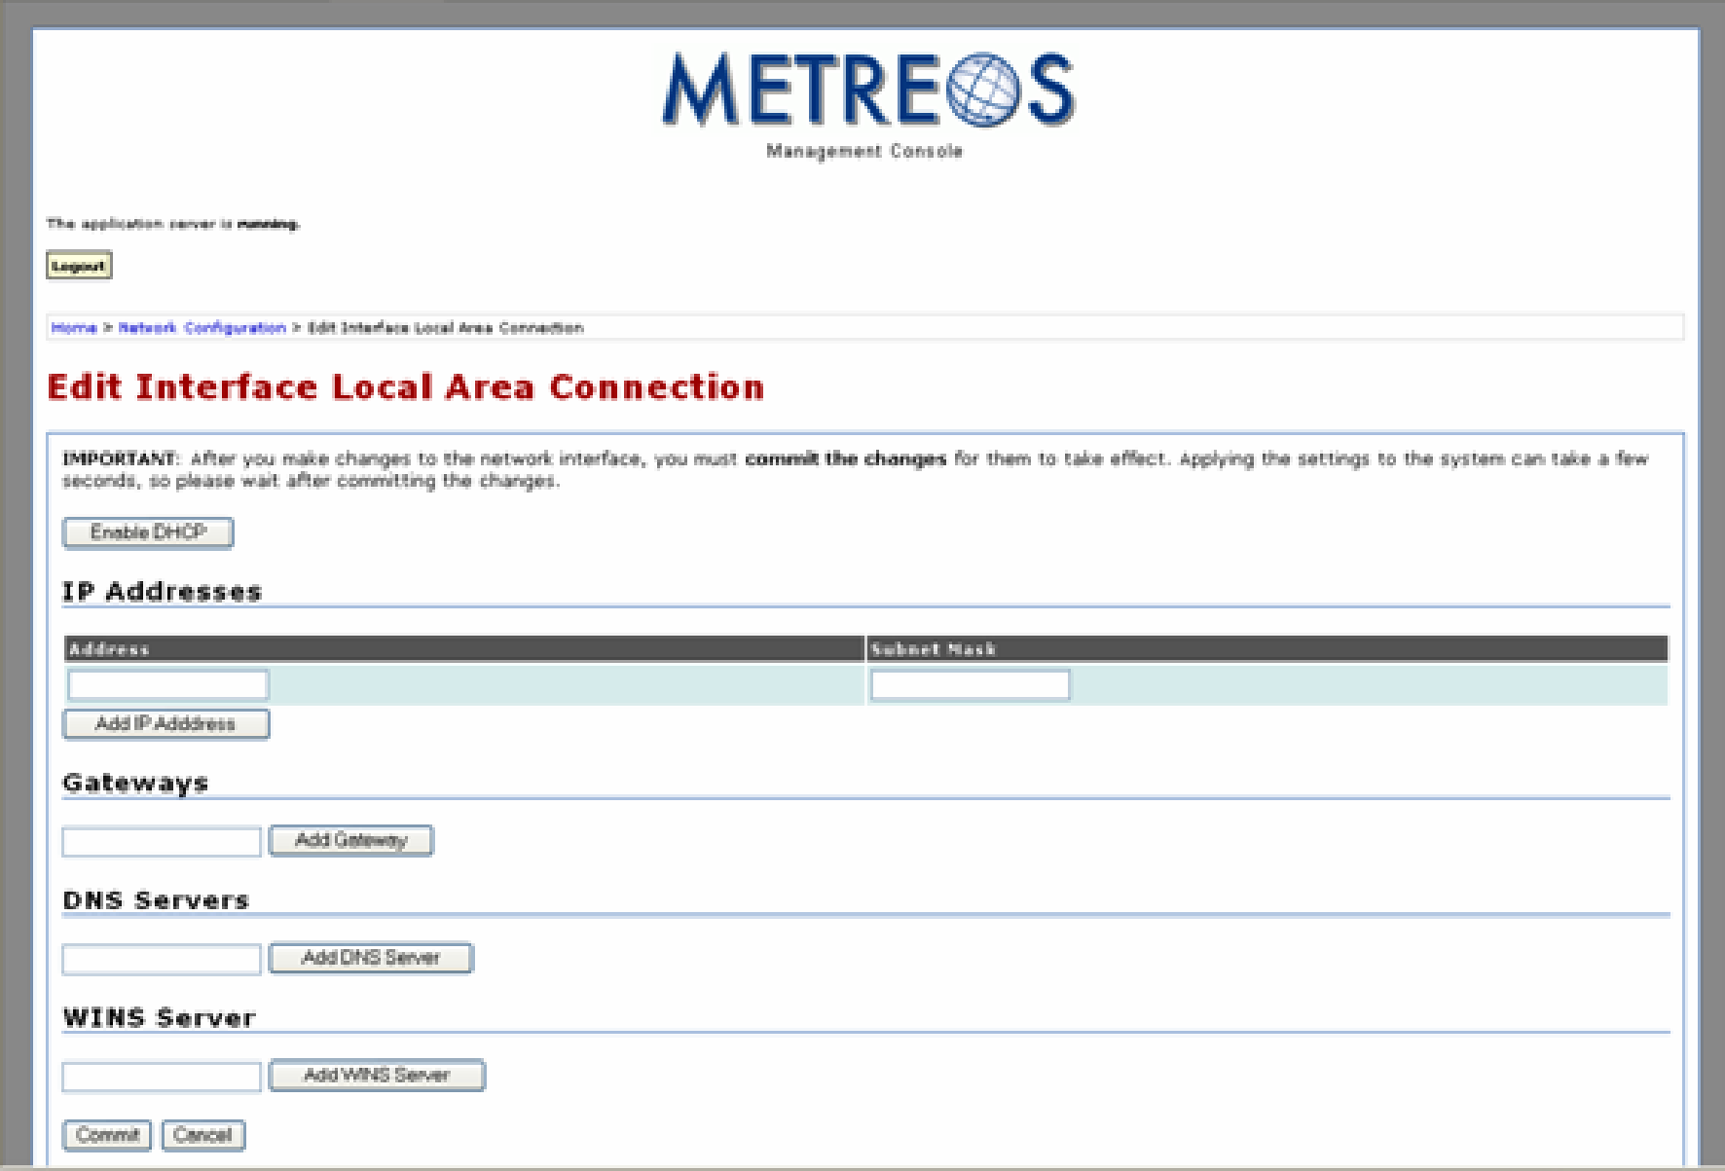 METREOS
Management Console
The application server is running.
Logout
Home > Network Configuration > Edit Interface Local Area Connection
Edit Interface Local Area Connection
IMPORTANT: After you make changes to the network interface, you must commit the changes for them to take effect. Applying the settings to the system can take a few
seconds, so please wait after committing the changes.
Enable DHCP
IP Addresses
Address Subnet Mask
Add IP Adddress
Gateways
Add Gateway
DNS Servers
Add DNS Server
WINS Server
Add WINS Server
Commit Cancel